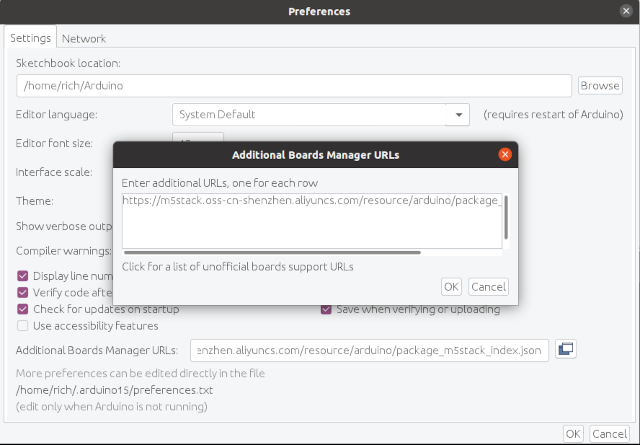 Preferences
Settings Network
Sketchbook location:
/home/rich/Arduino Browse
Editor language: System Default (requires restart of Arduino)
Editor font size:
Interface scale:
Theme:
Show verbose outp
Compiler warnings:
Additional Boards Manager URLs
Enter additional URLs, one for each row
https://m5stack.oss-cn-shenzhen.aliyuncs.com/resource/arduino/package_
Click for a list of unofficial boards support URLs
OK Cancel
Display line num
Verify code afte
Check for updates on startup Save when verifying or uploading
Use accessibility features
Additional Boards Manager URLs: enzhen.aliyuncs.com/resource/arduino/package_m5stack_index.json
More preferences can be edited directly in the file
/home/rich/.arduino15/preferences.txt
(edit only when Arduino is not running)
OK Cancel